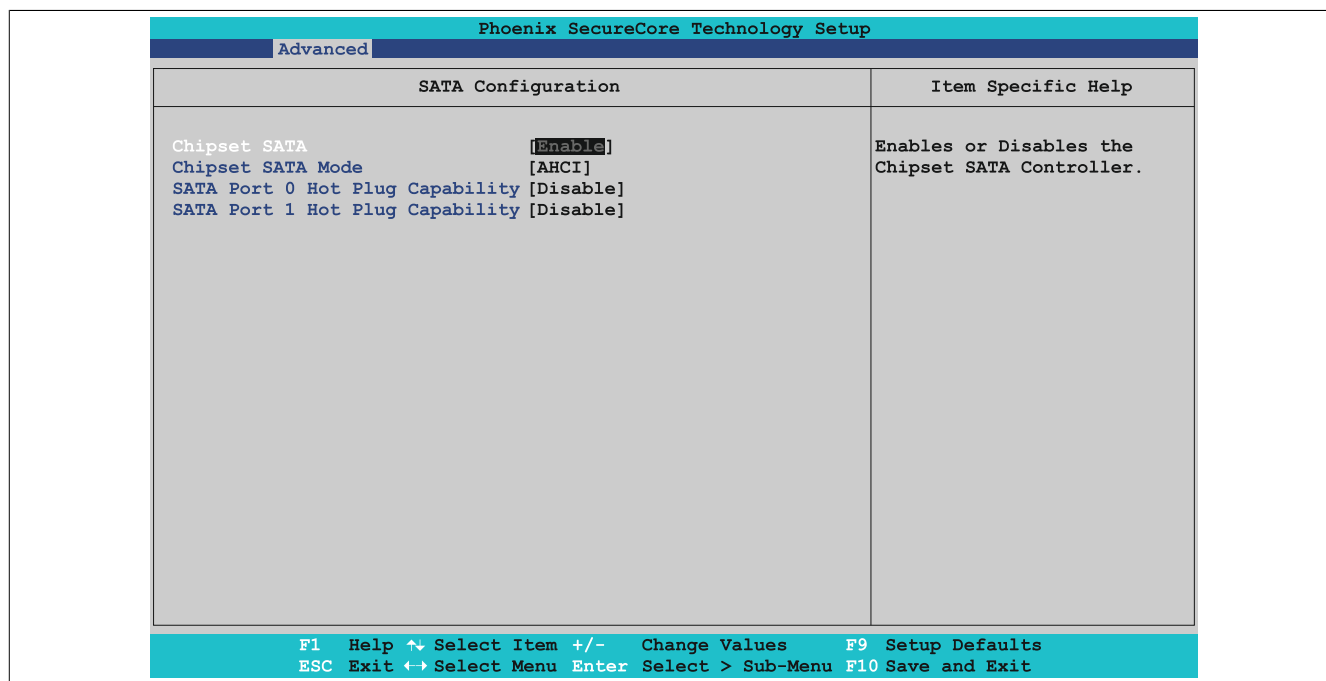 Phoenix SecureCore Technology Setup
Advanced
SATA Configuration
Item Specific Help
Chipset SATA [Enable]
Chipset SATA Mode [AHCI]
SATA Port 0 Hot Plug Capability [Disable]
SATA Port 1 Hot Plug Capability [Disable]
Enables or Disables the
Chipset SATA Controller.
F1 Help ↑↓ Select Item +/- Change Values F9 Setup Defaults
ESC Exit ↔ Select Menu Enter Select > Sub-Menu F10 Save and Exit